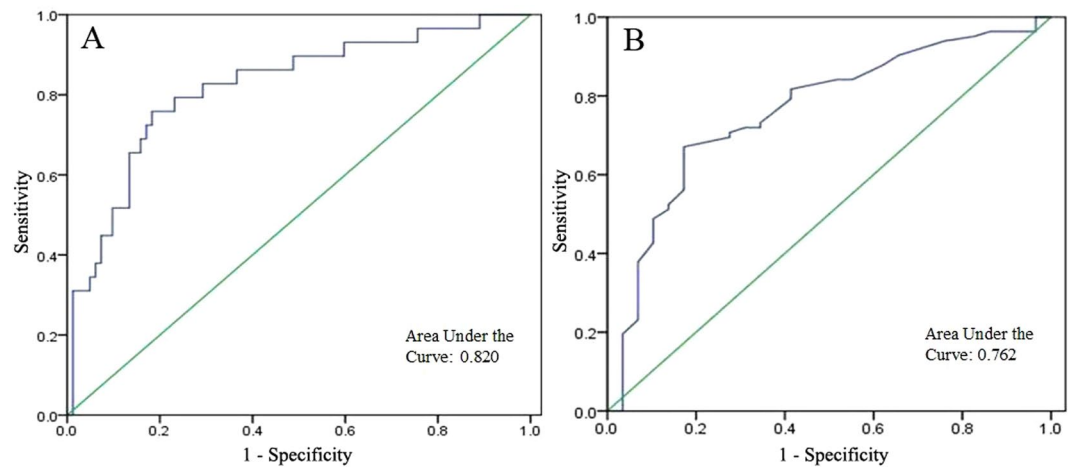 A
1.0
0.8
0.6
0.4
0.2
0.0
Sensitivity
0.0 0.2 0.4 0.6 0.8 1.0
1 - Specificity
Area Under the
Curve: 0.820
B
1.0
0.8
0.6
0.4
0.2
0.0
Sensitivity
0.0 0.2 0.4 0.6 0.8 1.0
1 - Specificity
Area Under the
Curve: 0.762